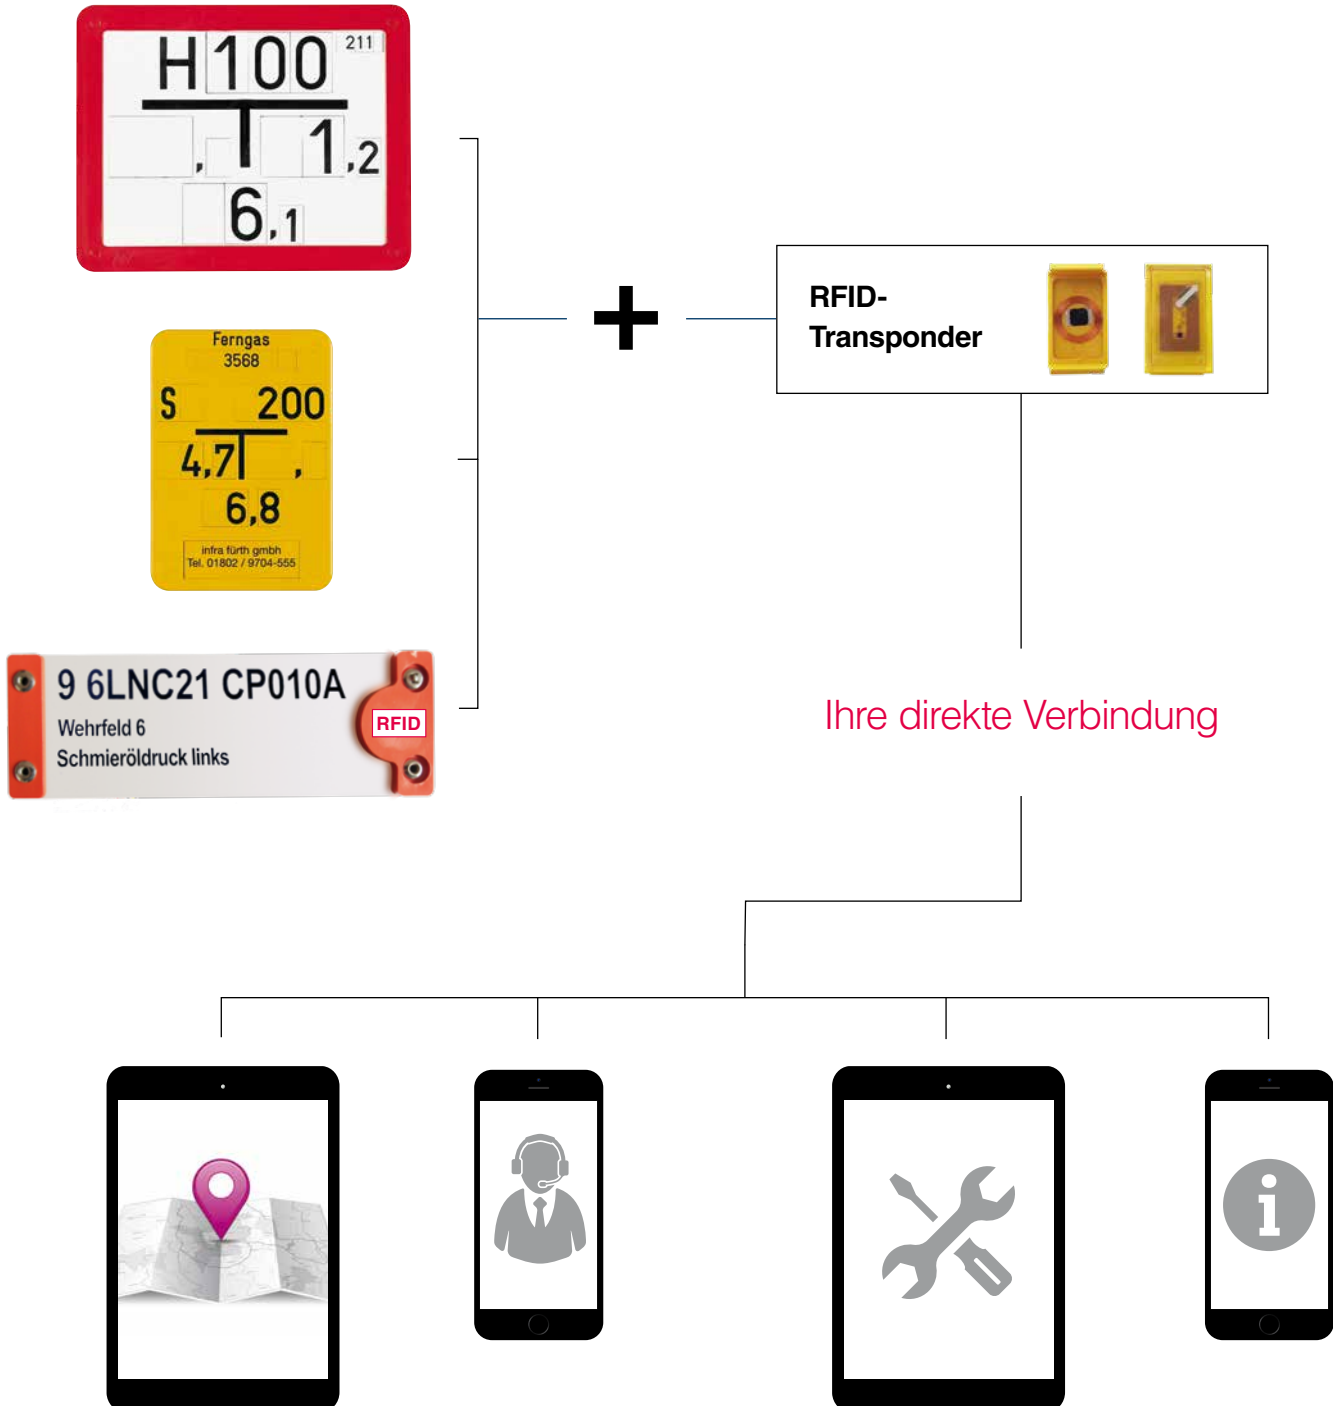 H100 211
, 1,2
6,1
Ferngas
3568
S 200
4,7 ,
6,8
infra fürth gmbh
Tel. 01802 / 9704-555
9 6LNC21 CP010A
Wehrfeld 6
Schmieröldruck links
RFID
RFID-
Transponder
Ihre direkte Verbindung